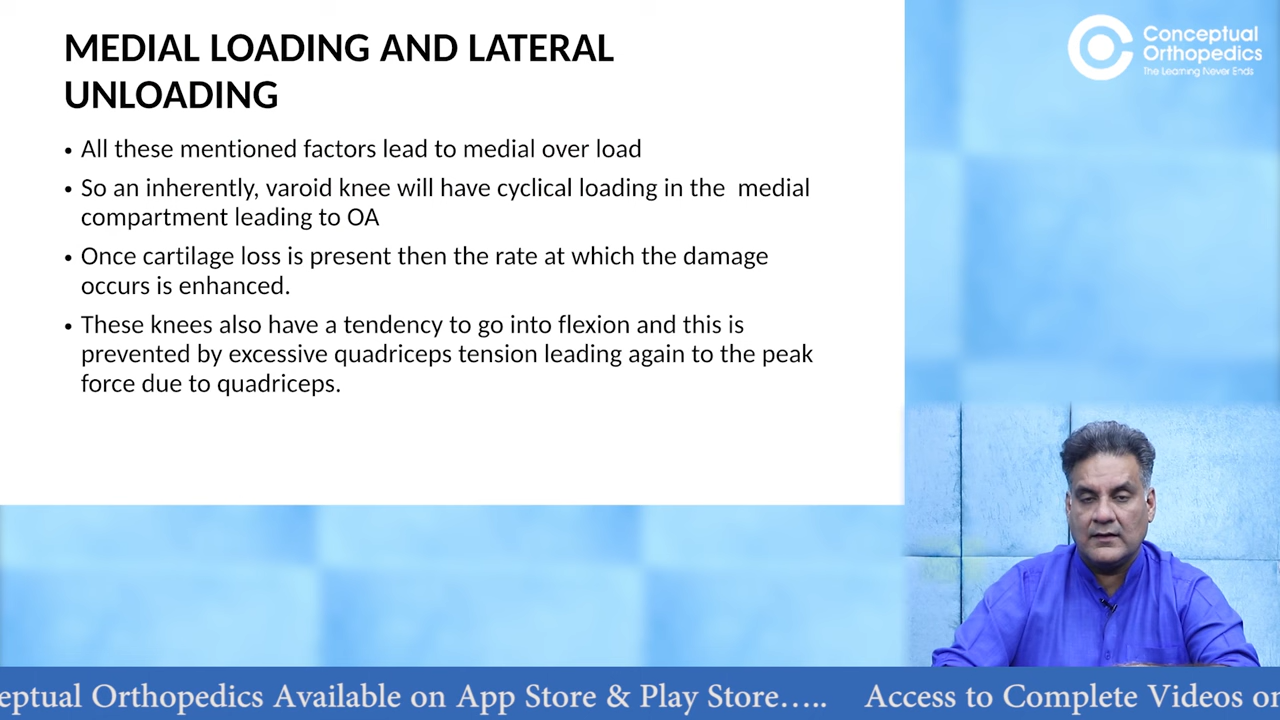 MEDIAL LOADING AND LATERAL
UNLOADING
• All these mentioned factors lead to medial over load
• So an inherently, varoid knee will have cyclical loading in the  medial
compartment leading to OA
• Once cartilage loss is present then the rate at which the damage
occurs is enhanced.
• These knees also have a tendency to go into flexion and this is
prevented by excessive quadriceps tension leading again to the peak
force due to quadriceps.
Conceptual
Orthopedics
The Learning Never Ends
eptual Orthopedics Available on App Store & Play Store..... Access to Complete Videos on